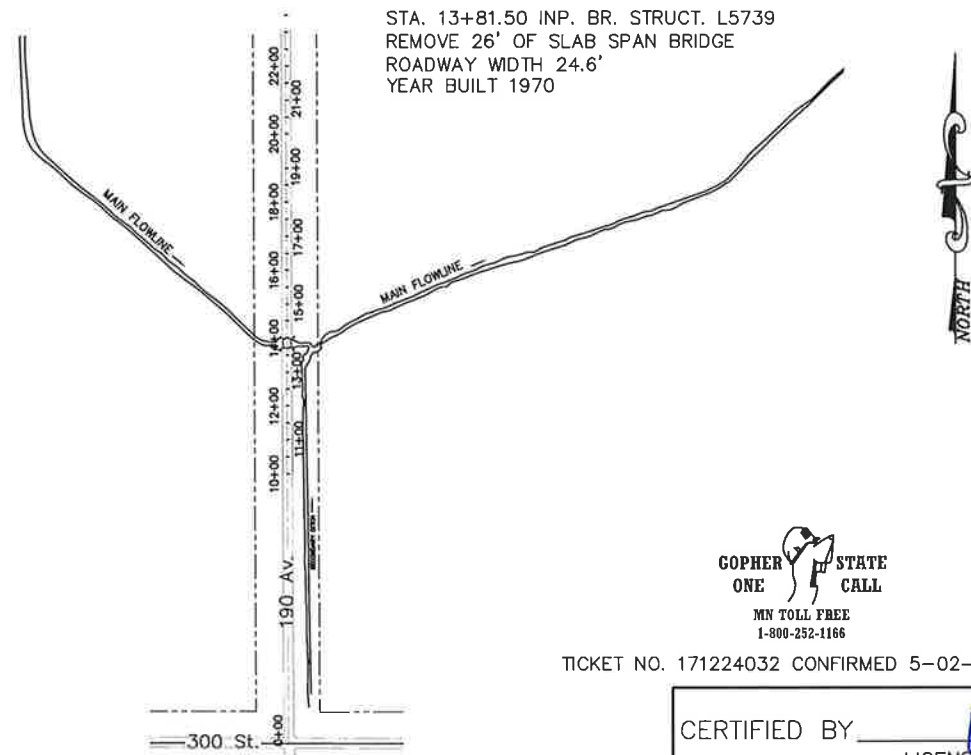 STA. 13+81.50 INP. BR. STRUCT. L5739
REMOVE 26' OF SLAB SPAN BRIDGE
ROADWAY WIDTH 24.6'
YEAR BUILT 1970
22+00
21+00
20+00
19+00
18+00
17+00
16+00
15+00
14+00
13+00
12+00
11+00
10+00
MAIN FLOWLINE
MAIN FLOWLINE
NORTH
190 Av.
0+00
300 St.
GOPHER STATE
ONE CALL
MN TOLL FREE
1-800-252-1166
TICKET NO. 171224032 CONFIRMED 5-02-
CERTIFIED BY